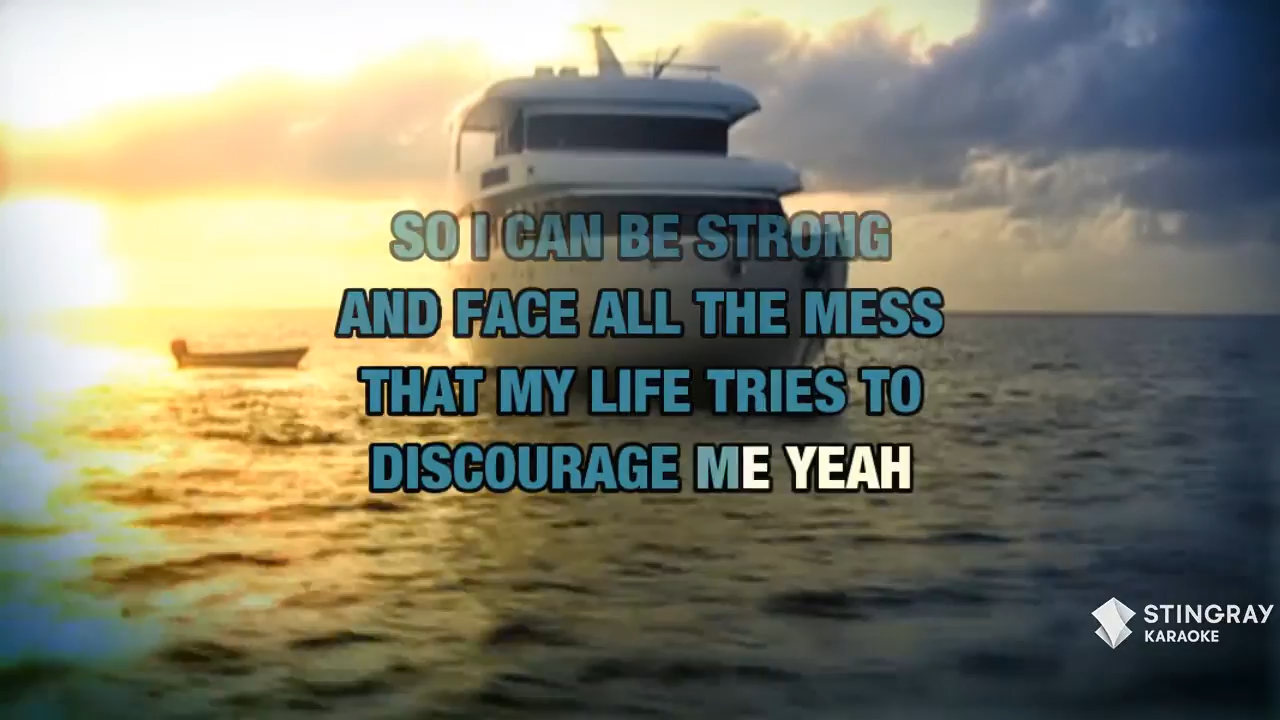 SO I CAN BE STRONG
AND FACE ALL THE MESS
THAT MY LIFE TRIES TO
DISCOURAGE ME YEAH
STINGRAY
KARAOKE